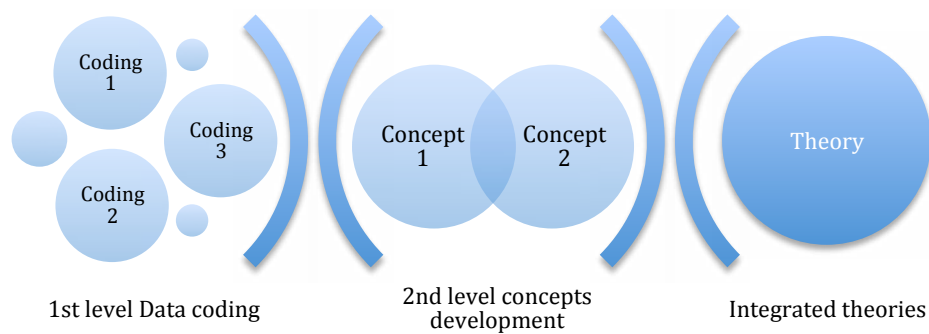 Coding
1
Coding
3
Coding
2
Concept
1
Concept
2
Theory
1st level Data coding
2nd level concepts
development
Integrated theories